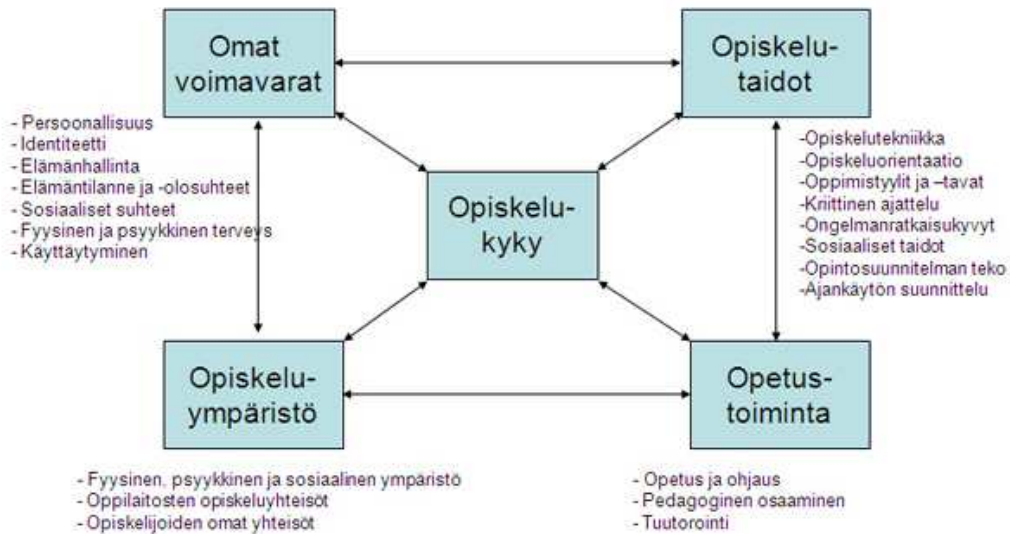 Omat
voimavarat
Opiskelu-
taidot
- Persoonallisuus
- Identiteetti
- Elämänhallinta
- Elämäntilanne ja -olosuhteet
- Sosiaaliset suhteet
- Fyysinen ja psyykkinen terveys
- Käyttäytyminen
-Opiskelutekniikka
-Opiskeluorientaatio
-Oppimistyylit ja –tavat
-Kriittinen ajattelu
-Ongelmanratkaisukyvyt
-Sosiaaliset taidot
-Opintosuunnitelman teko
-Ajankäytön suunnittelu
Opiskelu-
kyky
Opiskelu-
ympäristö
Opetus-
toiminta
- Fyysinen, psyykkinen ja sosiaalinen ympäristö
- Oppilaitosten opiskeluyhteisöt
- Opiskelijoiden omat yhteisöt
- Opetus ja ohjaus
- Pedagoginen osaaminen
- Tuutorointi